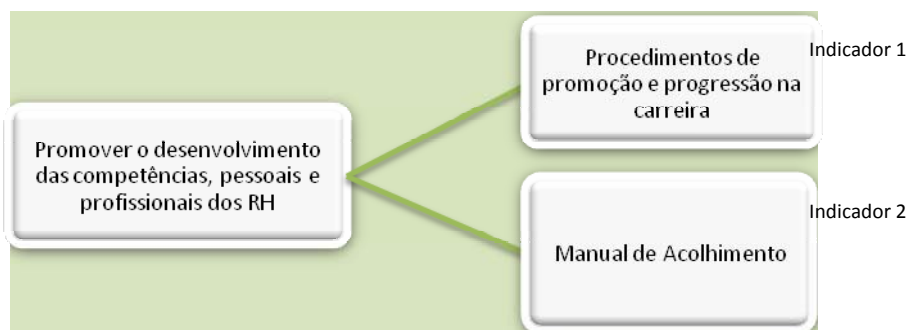 Promover o desenvolvimento
das competências, pessoais e
profissionais dos RH
Procedimentos de
promoção e progressão na
carreira
Indicador 1
Manual de Acolhimento
Indicador 2